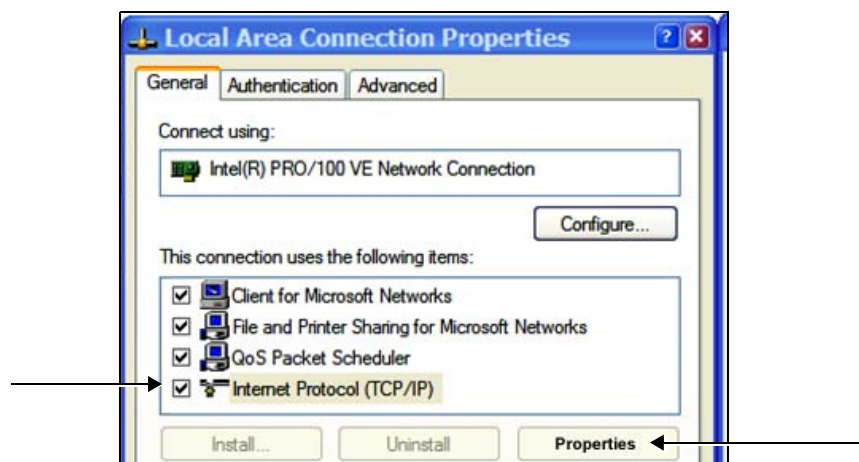 Local Area Connection Properties
General Authentication Advanced
Connect using:
Intel(R) PRO/100 VE Network Connection
Configure...
This connection uses the following items:
Client for Microsoft Networks
File and Printer Sharing for Microsoft Networks
QoS Packet Scheduler
Internet Protocol (TCP/IP)
Install... Uninstall Properties